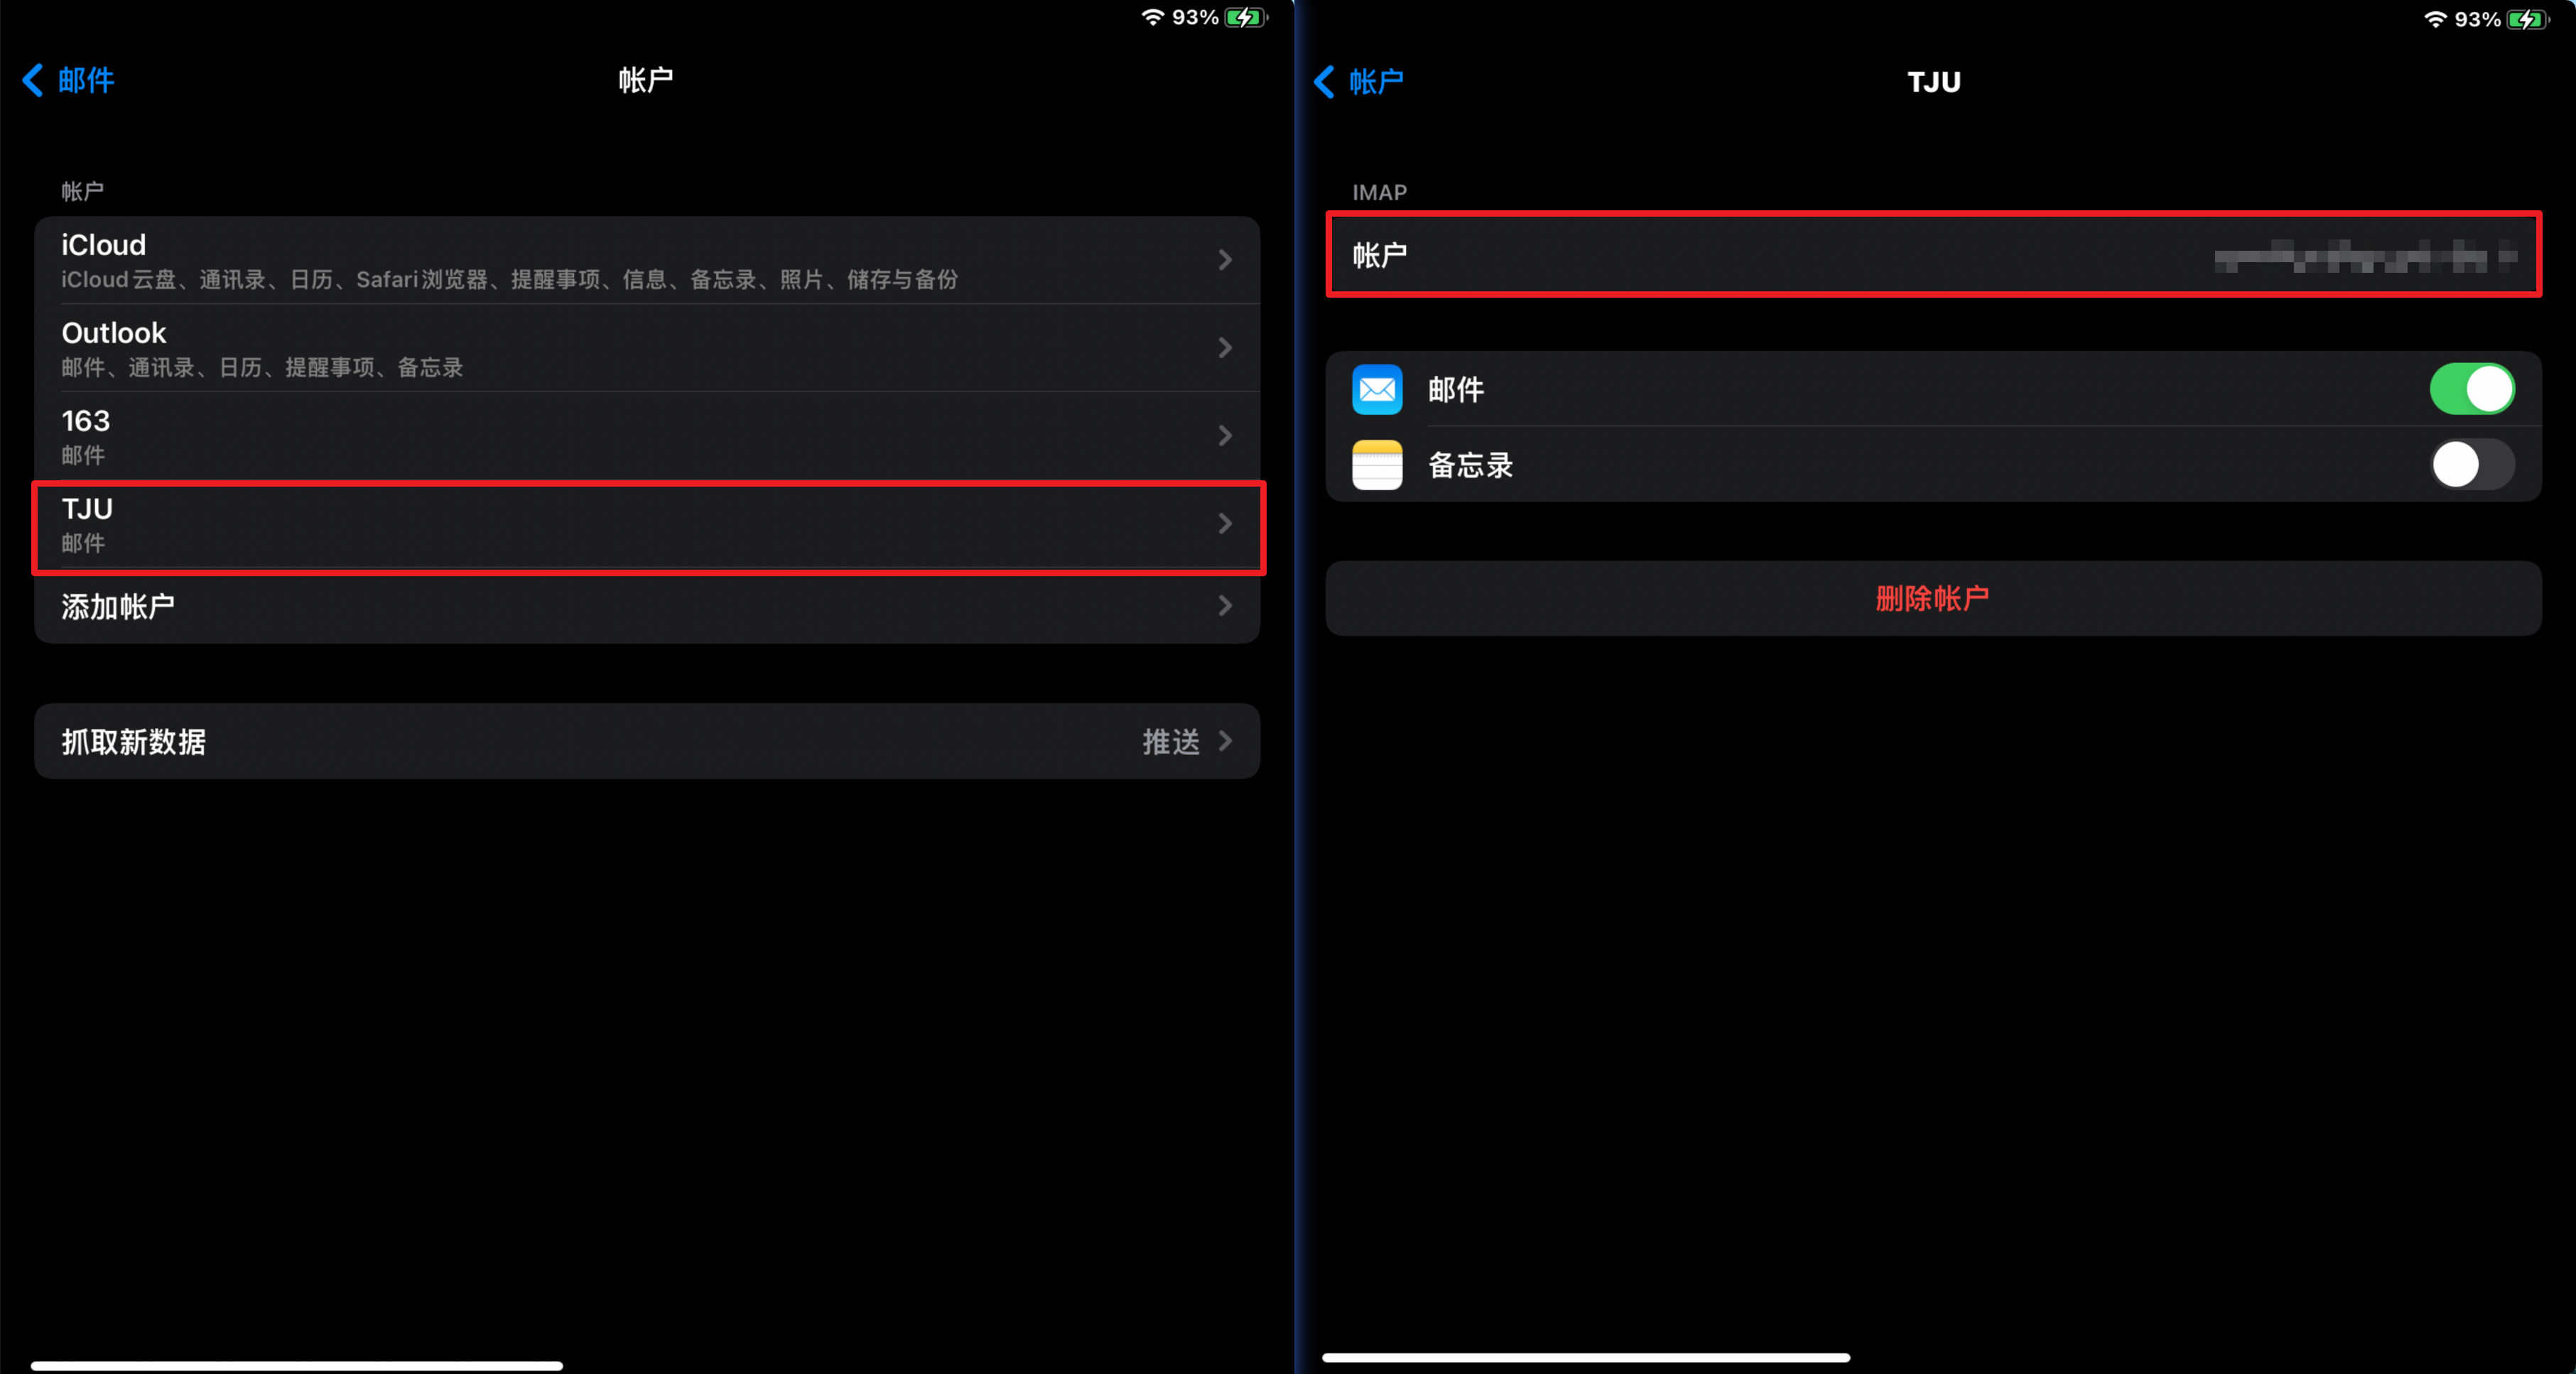 93%
邮件
帐户
帐户
iCloud
iCloud 云盘、通讯录、日历、Safari 浏览器、提醒事项、信息、备忘录、照片、储存与备份
Outlook
邮件、通讯录、日历、提醒事项、备忘录
163
邮件
TJU
邮件
添加帐户
抓取新数据
推送
93%
帐户
TJU
IMAP
帐户
邮件
备忘录
删除帐户